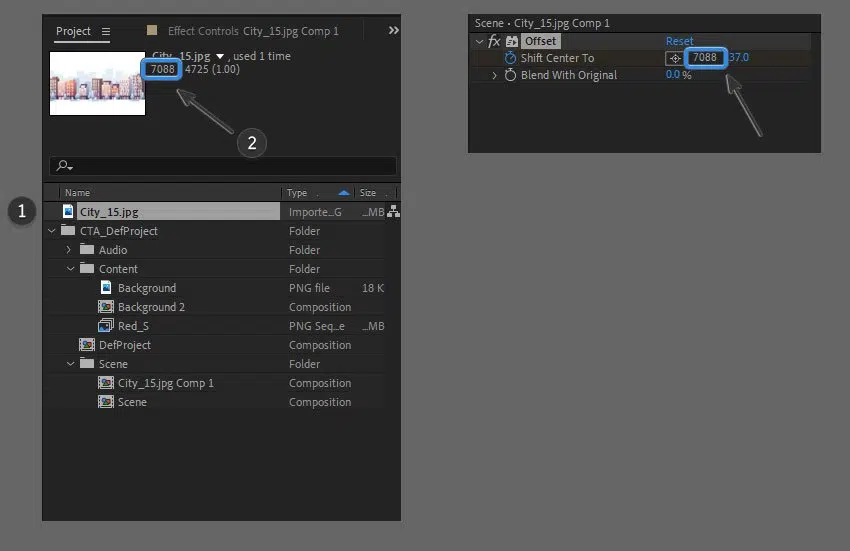 Project
Effect Controls City_15.jpg Comp 1
City_15.jpg , used 1 time
7088 4725 (1.00)
2
Name Type Size
1
City_15.jpg Importe...G ...MB
CTA_DefProject Folder
Audio Folder
Content Folder
Background PNG file 18 K
Background 2 Composition
Red_S PNG Seq...e ...MB
DefProject Composition
Scene Folder
City_15.jpg Comp 1 Composition
Scene Composition
Scene • City_15.jpg Comp 1
fx Offset Reset
Shift Center To 7088 37.0
Blend With Original 0.0 %